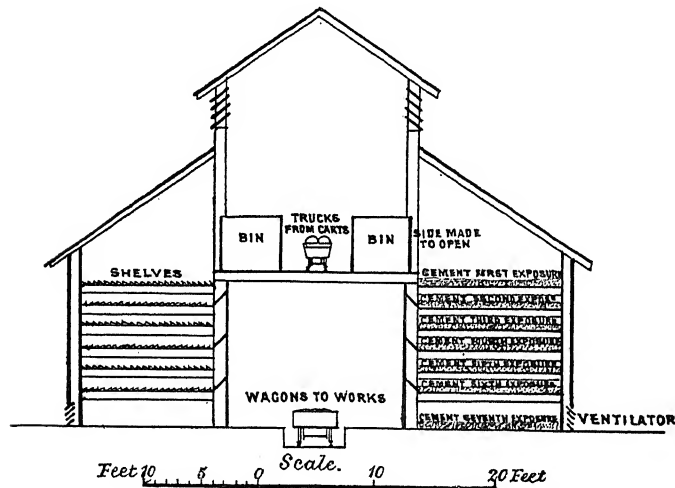 TRUCKS
FROM CARTS
BIN
BIN
SIDE MADE
TO OPEN
SHELVES
CEMENT FIRST EXPOSURE
CEMENT SECOND EXPOSE
CEMENT THIRD EXPOSURE
CEMENT FOURTH EXPOSURE
CEMENT FIFTH EXPOSURE
CEMENT SIXTH EXPOSURE
WAGONS TO WORKS
CEMENT SEVENTH EXPOSURE
VENTILATOR
Scale.
Feet 10 5 0 10 20 Feet